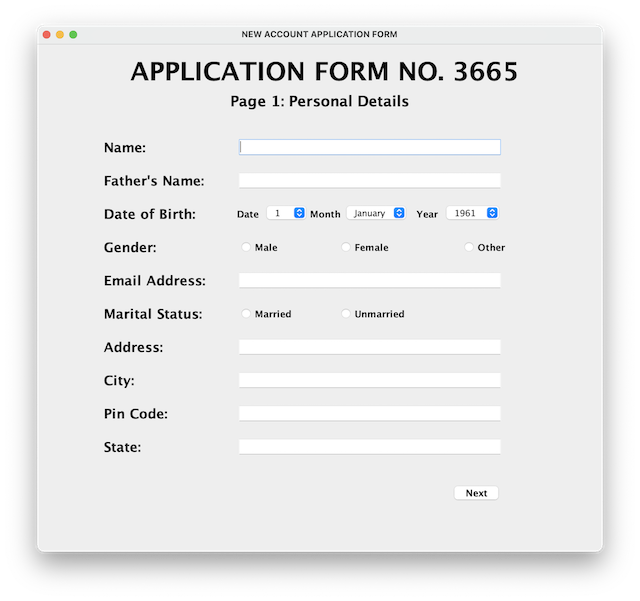 NEW ACCOUNT APPLICATION FORM
APPLICATION FORM NO. 3665
Page 1: Personal Details
Name:
Father's Name:
Date of Birth: Date 1 Month January Year 1961
Gender: Male Female Other
Email Address:
Marital Status: Married Unmarried
Address:
City:
Pin Code:
State:
Next